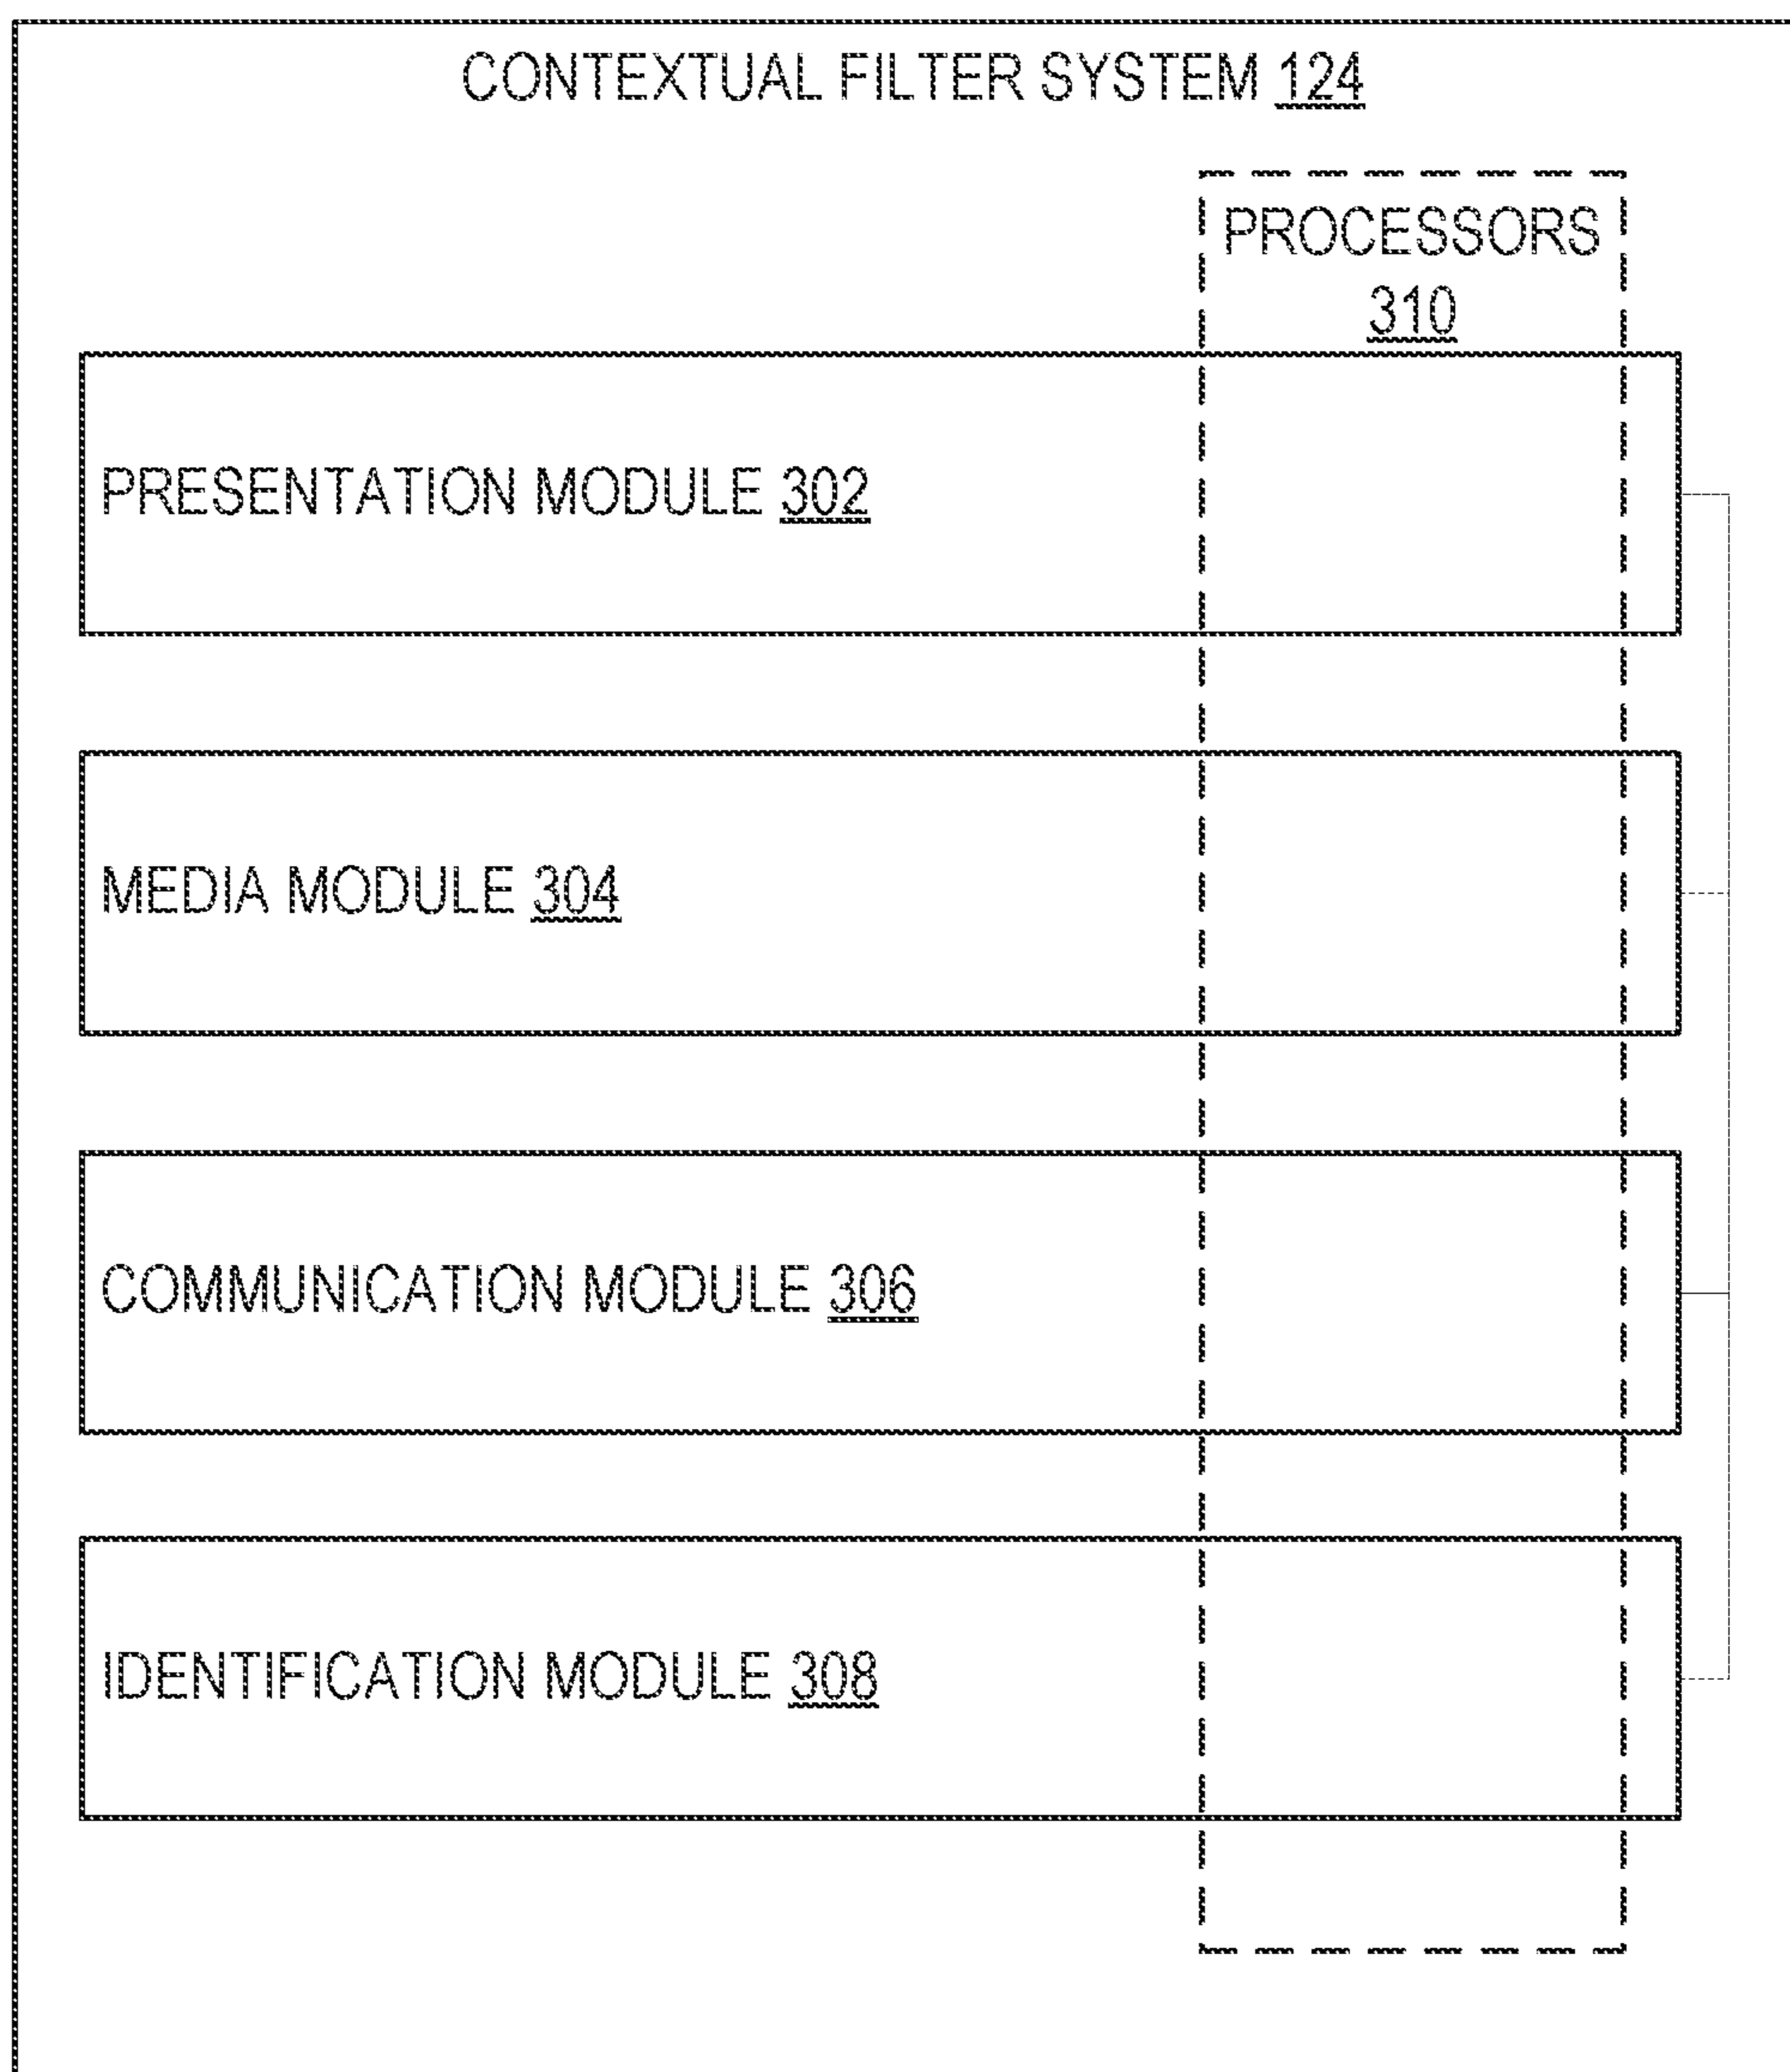 CONTEXTUAL FILTER SYSTEM 124
PROCESSORS
310
PRESENTATION MODULE 302
MEDIA MODULE 304
COMMUNICATION MODULE 306
IDENTIFICATION MODULE 308